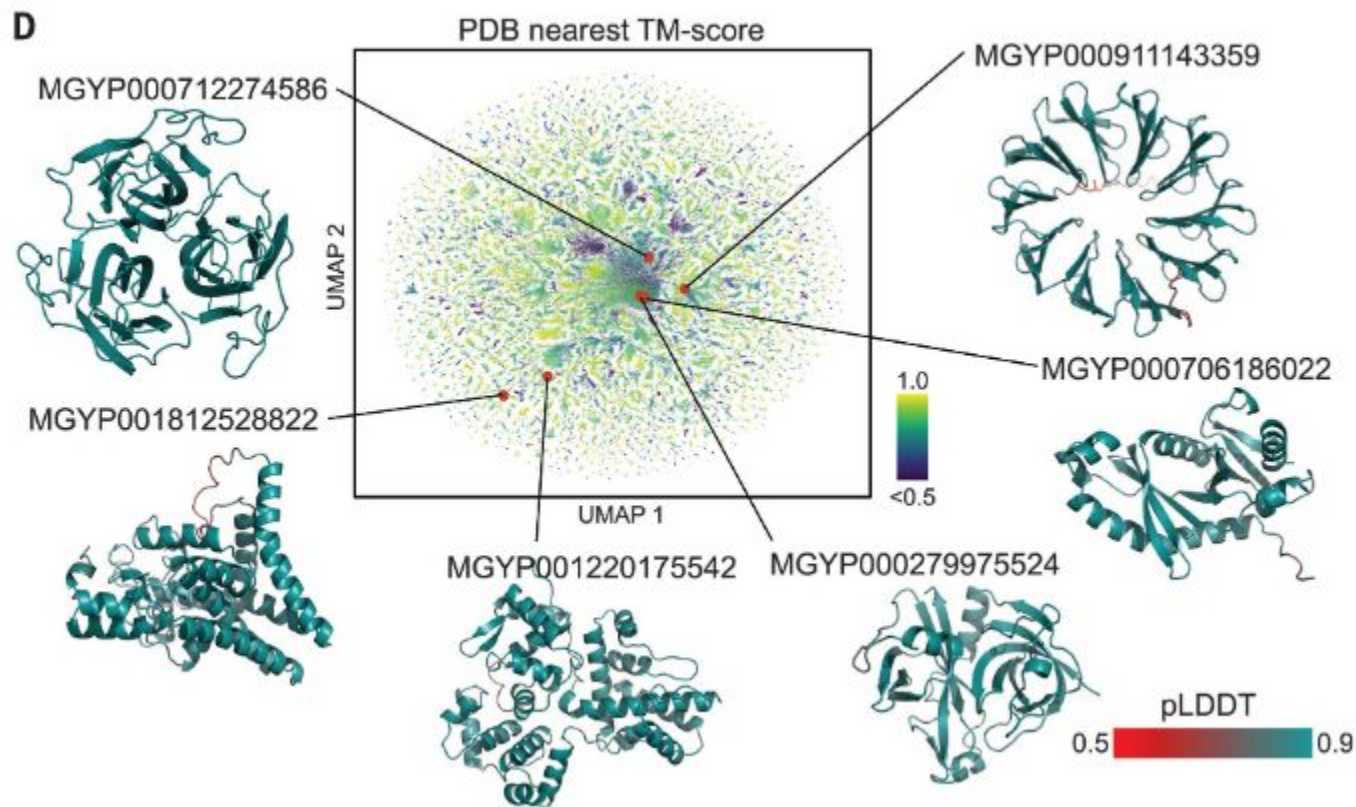 D
PDB nearest TM-score
MGYP000712274586
MGYP000911143359
UMAP 2
MGYP000706186022
1.0
<0.5
MGYP001812528822
UMAP 1
MGYP001220175542
MGYP000279975524
pLDDT
0.5
0.9